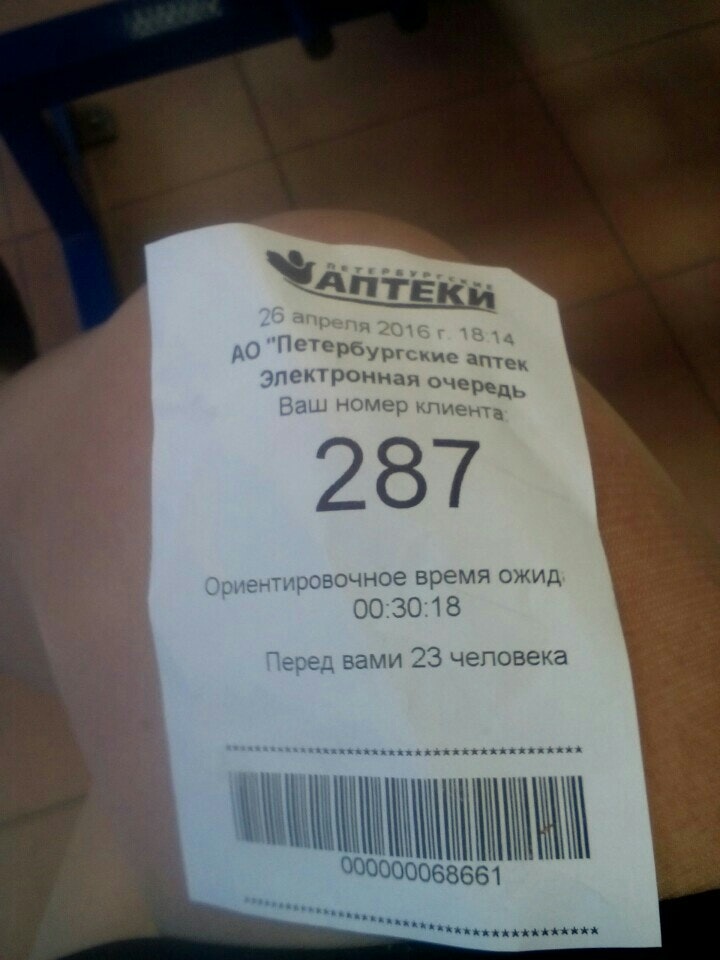 ПЕТЕРБУРГСКИЕ
АПТЕКИ
26 апреля 2016 г. 18:14
АО "Петербургские аптек
Электронная очередь
Ваш номер клиента:
287
Ориентировочное время ожид
00:30:18
Перед вами 23 человека
*******************************************
000000068661
*******************************************